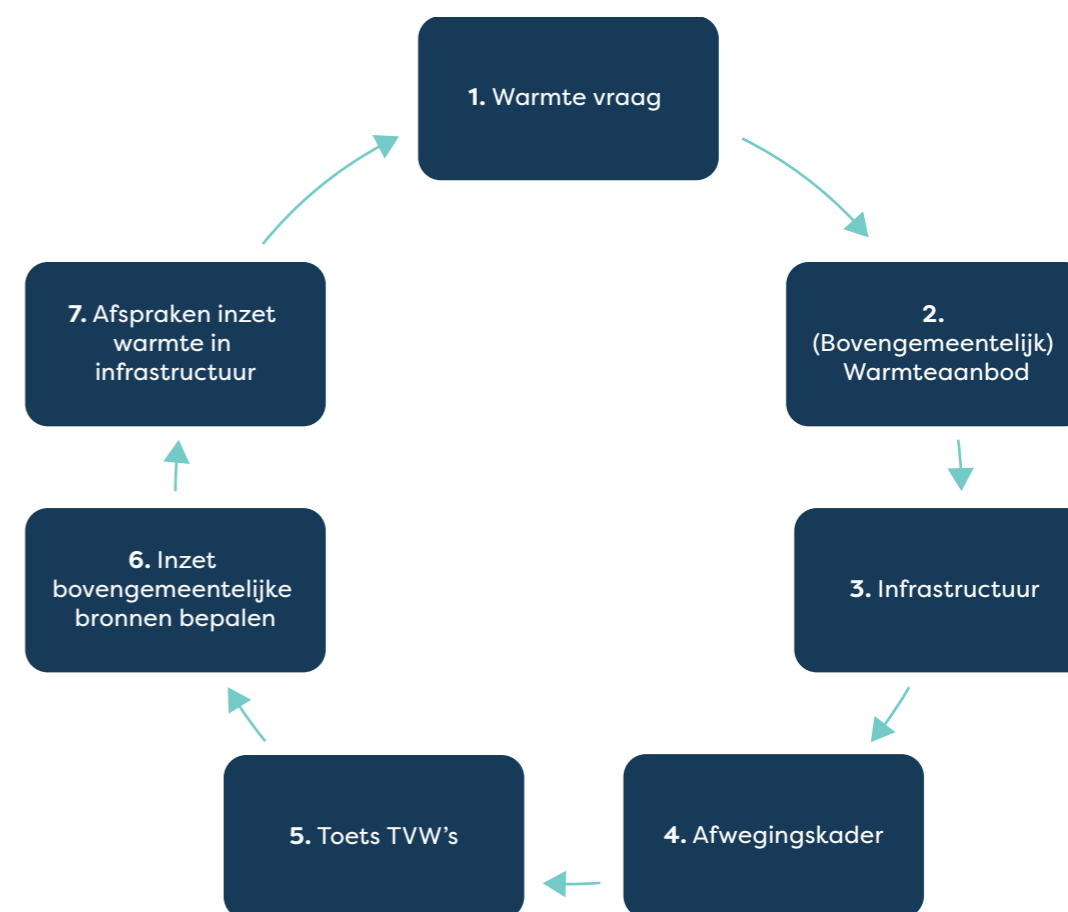 1. Warmte vraag
2.
(Bovengemeentelijk)
Warmteaanbod
3. Infrastructuur
4. Afwegingskader
5. Toets TVW's
6. Inzet
bovengemeentelijke
bronnen bepalen
7. Afspraken inzet
warmte in
infrastructuur